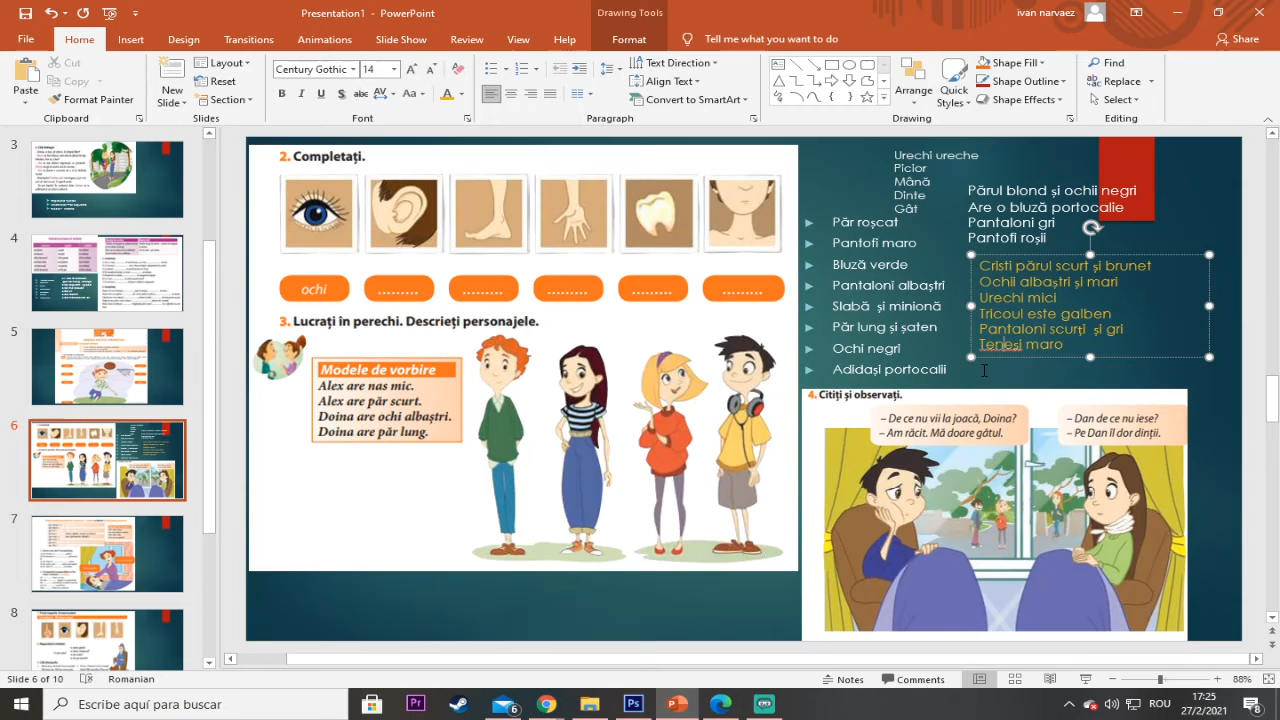 Presentation1 - PowerPoint
Drawing Tools
ivan narvaez
File
Home
Insert
Design
Transitions
Animations
Slide Show
Review
View
Help
Format
Tell me what you want to do
Share
Paste
Cut
Copy
Format Painter
Clipboard
New
Slide
Layout
Reset
Section
Slides
Century Gothic
14
Font
Text Direction
Align Text
Convert to SmartArt
Paragraph
Arrange
Quick
Styles
Shape Fill
Shape Outline
Shape Effects
Drawing
Find
Replace
Select
Editing
3
4
5
6
7
8
2. Completați.
ochi
.........
.........
.........
.........
.........
3. Lucrați în perechi. Descrieți personajele.
Modele de vorbire
Alex are nas mic.
Alex are păr scurt.
Doina are ochi albaștri.
Doina are păr lung.
Urechi ureche
Picior
Mână
Dinte
Gât
Păr roșcat
Pantofi maro
Bluză verde
Pantaloni albaștri
Slabă și minionă
Păr lung și șaten
Ochi negri
Adidași portocalii
Părul blond și ochii negri
Are o bluză portocalie
Pantaloni gri
Pantofi roșii
Cristi părul scurt și brunet
Ochii albaștri și mari
Urechi mici
Tricoul este galben
Pantaloni scurți și gri
Teneși maro
4. Citiți și observați.
– De ce nu vii la joacă, Doina?
– Am răcit. Mă doare gâtul.
– Dan de ce nu iese?
– Pe Dan îl dor dinții.
Slide 6 of 10
Romanian
Notes
Comments
88%
Escribe aquí para buscar
6
ROU
17:25
27/2/2021
8